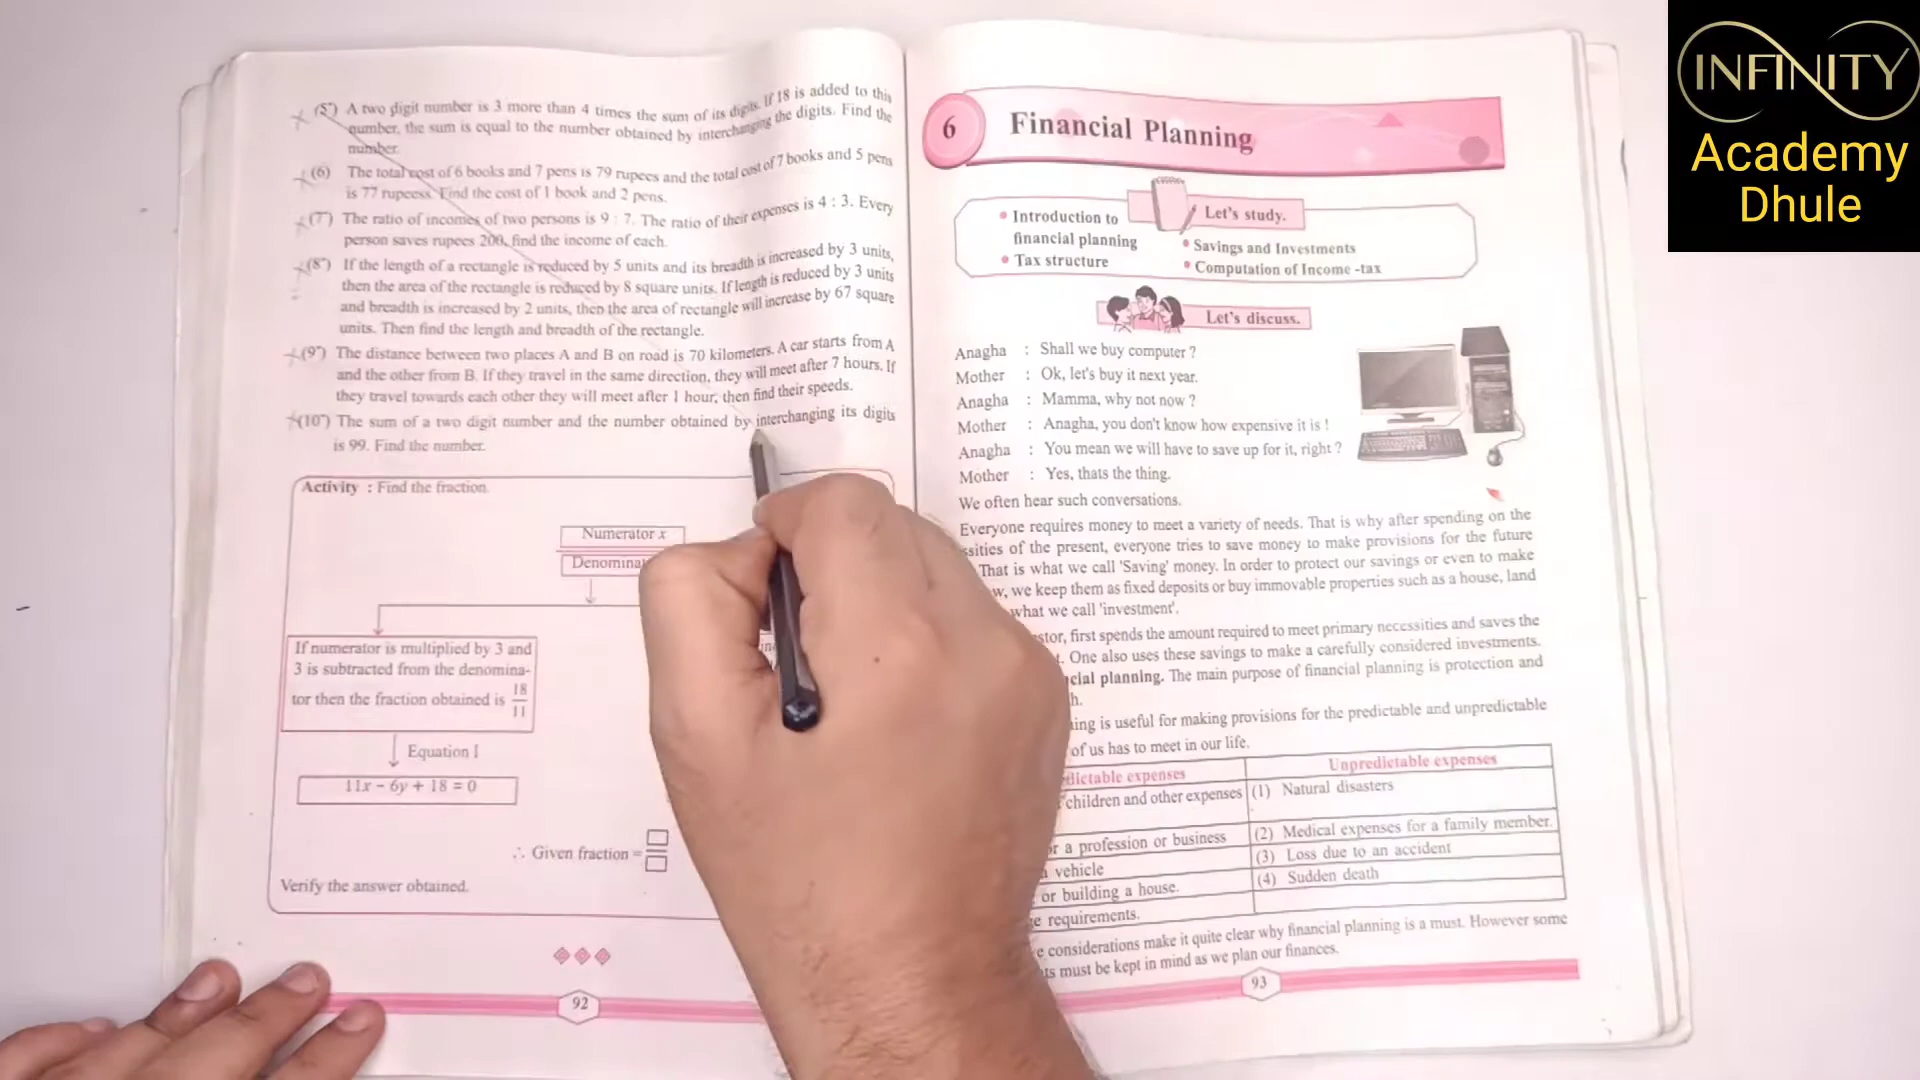 (5*) A two digit number is 3 more than 4 times the sum of its digits. If 18 is added to this
number, the sum is equal to the number obtained by interchanging the digits. Find the
number.
(6) The total cost of 6 books and 7 pens is 79 rupees and the total cost of 7 books and 5 pens
is 77 rupeess. Find the cost of 1 book and 2 pens.
(7*) The ratio of incomes of two persons is 9 : 7. The ratio of their expenses is 4 : 3. Every
person saves rupees 200, find the income of each.
(8*) If the length of a rectangle is reduced by 5 units and its breadth is increased by 3 units,
then the area of the rectangle is reduced by 8 square units. If length is reduced by 3 units
and breadth is increased by 2 units, then the area of rectangle will increase by 67 square
units. Then find the length and breadth of the rectangle.
(9*) The distance between two places A and B on road is 70 kilometers. A car starts from A
and the other from B. If they travel in the same direction, they will meet after 7 hours. If
they travel towards each other they will meet after 1 hour, then find their speeds.
(10*) The sum of a two digit number and the number obtained by interchanging its digits
is 99. Find the number.
Activity : Find the fraction.
Numerator x
If numerator is multiplied by 3 and
3 is subtracted from the denomina-
tor then the fraction obtained is 18/11
Equation I
11x - 6y + 18 = 0
∴ Given fraction =
Verify the answer obtained.
92
6 Financial Planning
Let's study.
• Introduction to
financial planning
• Tax structure
• Savings and Investments
• Computation of Income -tax
Let's discuss.
Anagha : Shall we buy computer ?
Mother : Ok, let's buy it next year.
Anagha : Mamma, why not now ?
Mother : Anagha, you don't know how expensive it is !
Anagha : You mean we will have to save up for it, right ?
Mother : Yes, thats the thing.
We often hear such conversations.
Everyone requires money to meet a variety of needs. That is why after spending on the
of the present, everyone tries to save money to make provisions for the future
That is what we call 'Saving' money. In order to protect our savings or even to make
we keep them as fixed deposits or buy immovable properties such as a house, land
what we call 'investment'.
first spends the amount required to meet primary necessities and saves the
One also uses these savings to make a carefully considered investments.
planning. The main purpose of financial planning is protection and
is useful for making provisions for the predictable and unpredictable
of us has to meet in our life.
expenses Unpredictable expenses
children and other expenses (1) Natural disasters
a profession or business (2) Medical expenses for a family member.
vehicle (3) Loss due to an accident
or building a house. (4) Sudden death
requirements.
considerations make it quite clear why financial planning is a must. However some
must be kept in mind as we plan our finances.
93
INFINITY
Academy
Dhule